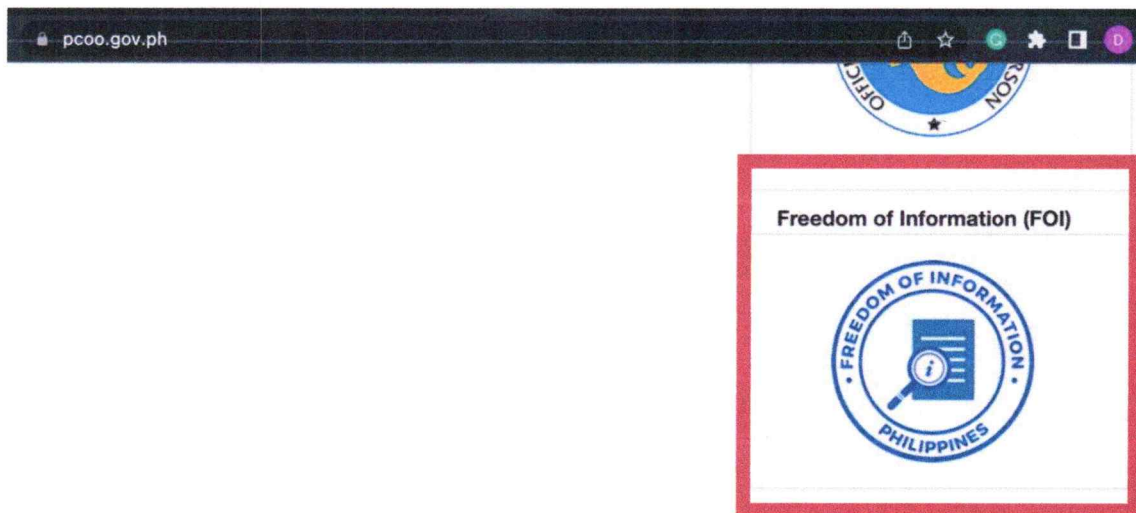 pcoo.gov.ph
G
D
OFFIC
RSON
Freedom of Information (FOI)
• FREEDOM OF INFORMATION •
i
PHILIPPINES